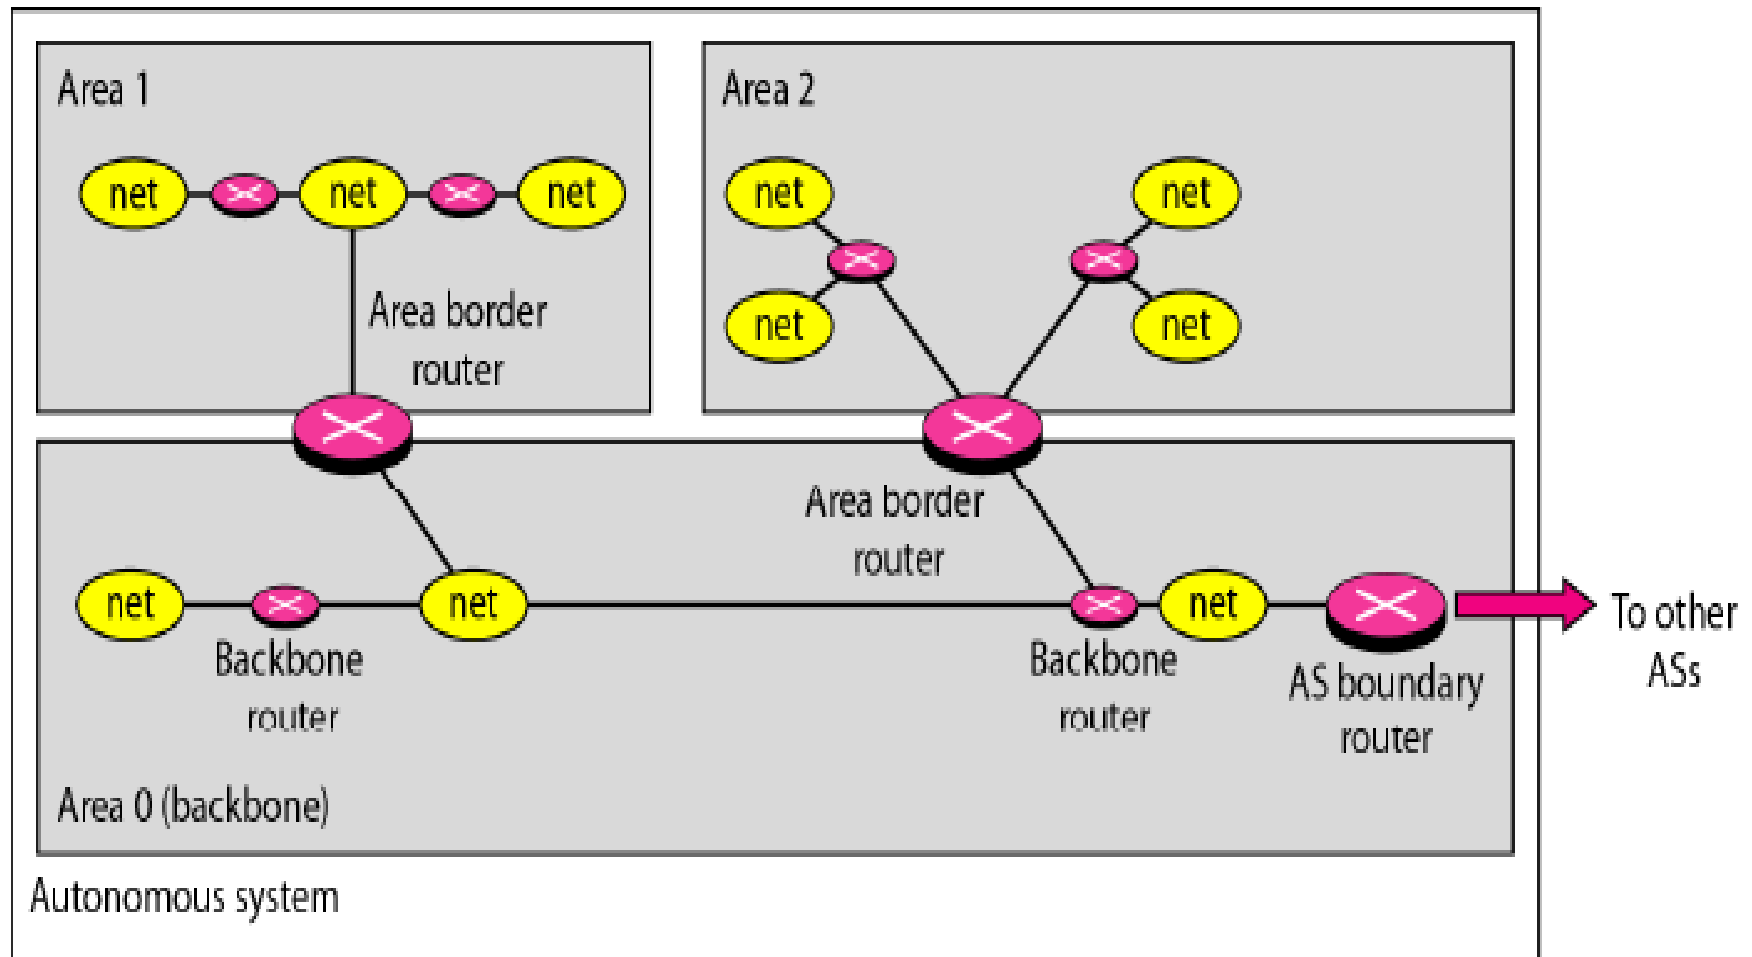 Area 1
net
net
net
Area border
router
Area 2
net
net
net
net
Area border
router
net
Backbone
router
net
Backbone
router
net
AS boundary
router
To other
ASs
Area 0 (backbone)
Autonomous system